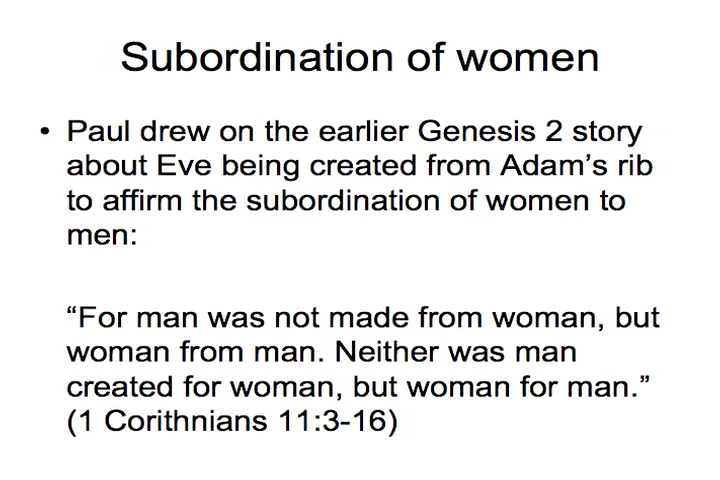 Subordination of women
• Paul drew on the earlier Genesis 2 story
about Eve being created from Adam’s rib
to affirm the subordination of women to
men:
“For man was not made from woman, but
woman from man. Neither was man
created for woman, but woman for man.”
(1 Corithnians 11:3-16)